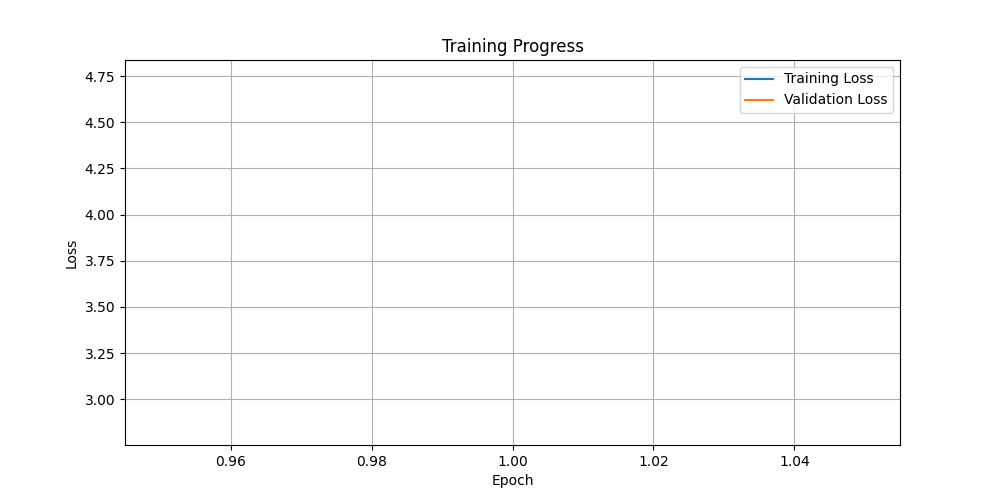 Training Progress
Training Loss
Validation Loss
4.75
4.50
4.25
4.00
3.75
3.50
3.25
3.00
Loss
0.96 0.98 1.00 1.02 1.04
Epoch